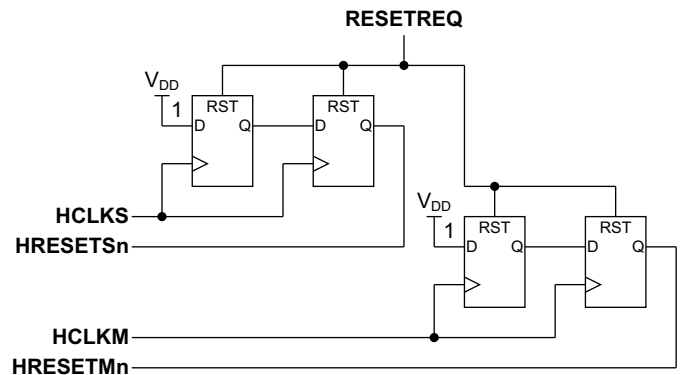 RESETREQ
VDD
1
RST
D Q
RST
D Q
HCLKS
HRESETSn
VDD
1
RST
D Q
RST
D Q
HCLKM
HRESETMn